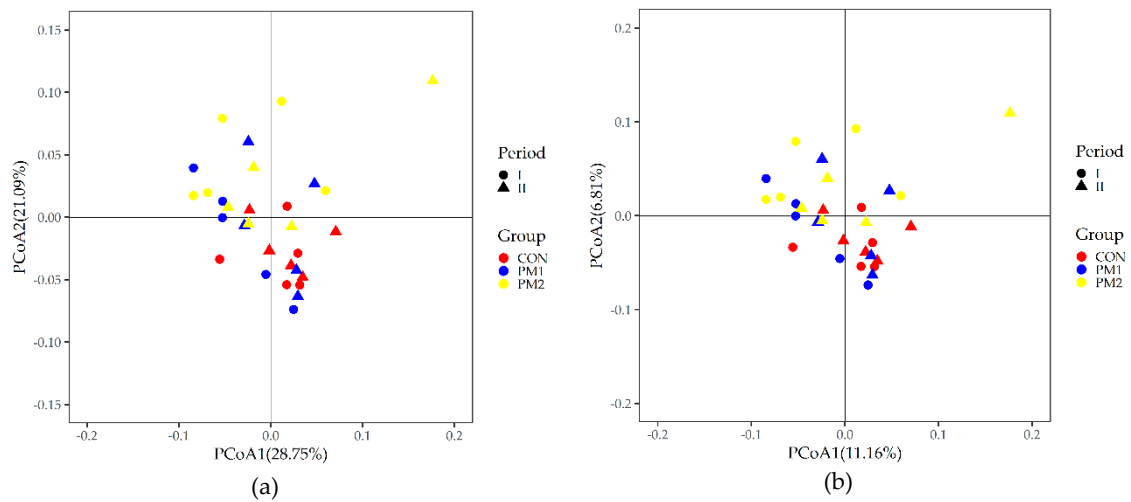 0.10
0.05
0.00
-0.05
-0.10
-0.15
PCoA2(21.09%)
-0.2
-0.1
0.0
0.1
0.2
PCoA1(28.75%)
Period
I
II
Group
CON
PM1
PM2
(a)
0.2
0.1
0.0
-0.1
-0.2
PCoA2(6.81%)
-0.2
-0.1
0.0
0.1
0.2
PCoA1(11.16%)
Period
I
II
Group
CON
PM1
PM2
(b)